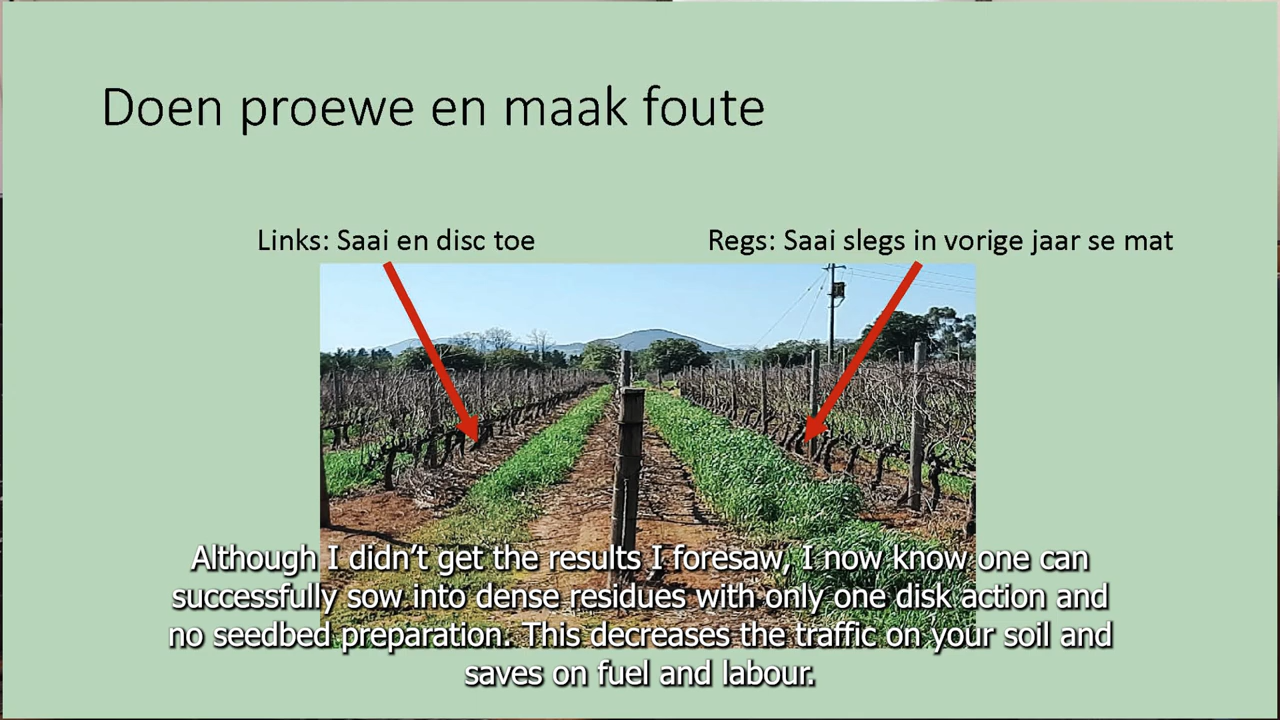 Doen proewe en maak foute
Links: Saai en disc toe
Regs: Saai slegs in vorige jaar se mat
Although I didn’t get the results I foresaw, I now know one can
successfully sow into dense residues with only one disk action and
no seedbed preparation. This decreases the traffic on your soil and
saves on fuel and labour.